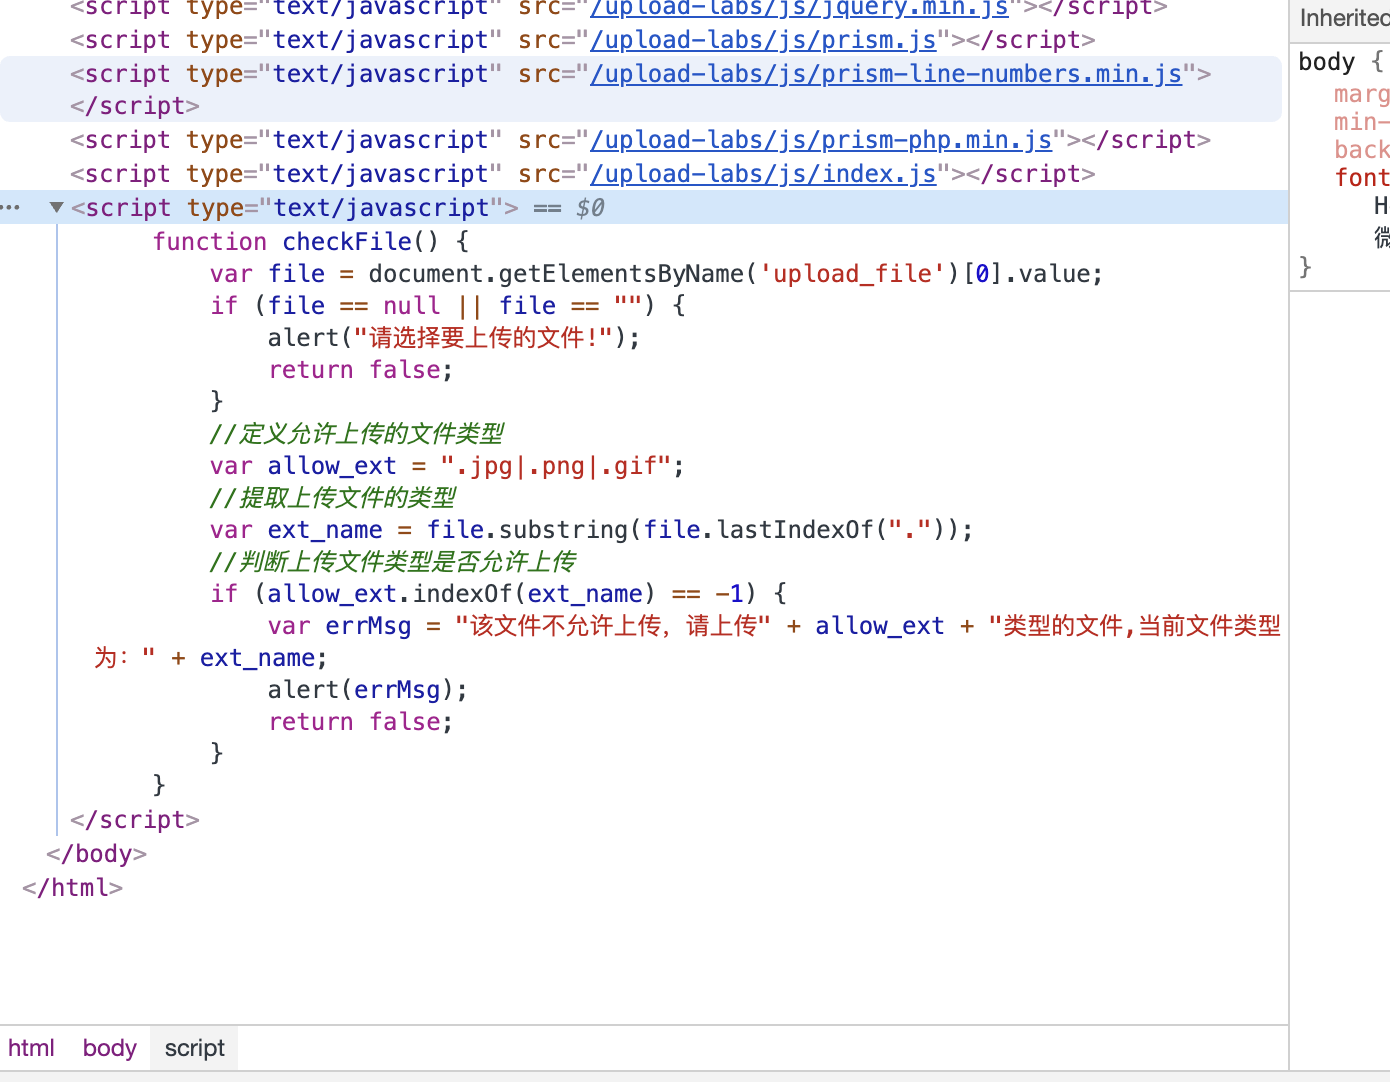 <script type="text/javascript" src="/upload-labs/js/jquery.min.js"></script>
<script type="text/javascript" src="/upload-labs/js/prism.js"></script>
<script type="text/javascript" src="/upload-labs/js/prism-line-numbers.min.js">
</script>
<script type="text/javascript" src="/upload-labs/js/prism-php.min.js"></script>
<script type="text/javascript" src="/upload-labs/js/index.js"></script>
<script type="text/javascript"> == $0
function checkFile() {
var file = document.getElementsByName('upload_file')[0].value;
if (file == null || file == "") {
alert("请选择要上传的文件!");
return false;
}
//定义允许上传的文件类型
var allow_ext = ".jpg|.png|.gif";
//提取上传文件的类型
var ext_name = file.substring(file.lastIndexOf("."));
//判断上传文件类型是否允许上传
if (allow_ext.indexOf(ext_name) == -1) {
var errMsg = "该文件不允许上传，请上传" + allow_ext + "类型的文件,当前文件类型
为：" + ext_name;
alert(errMsg);
return false;
}
}
</script>
</body>
</html>
html body script
Inherited
body {
marg
min-
back
font
H
微
}